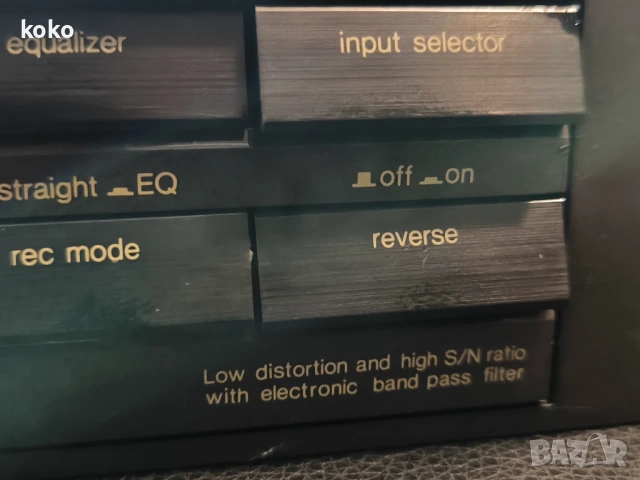 koko
equalizer
input selector
straight EQ
off on
rec mode
reverse
Low distortion and high S/N ratio
with electronic band pass filter
BAZAR